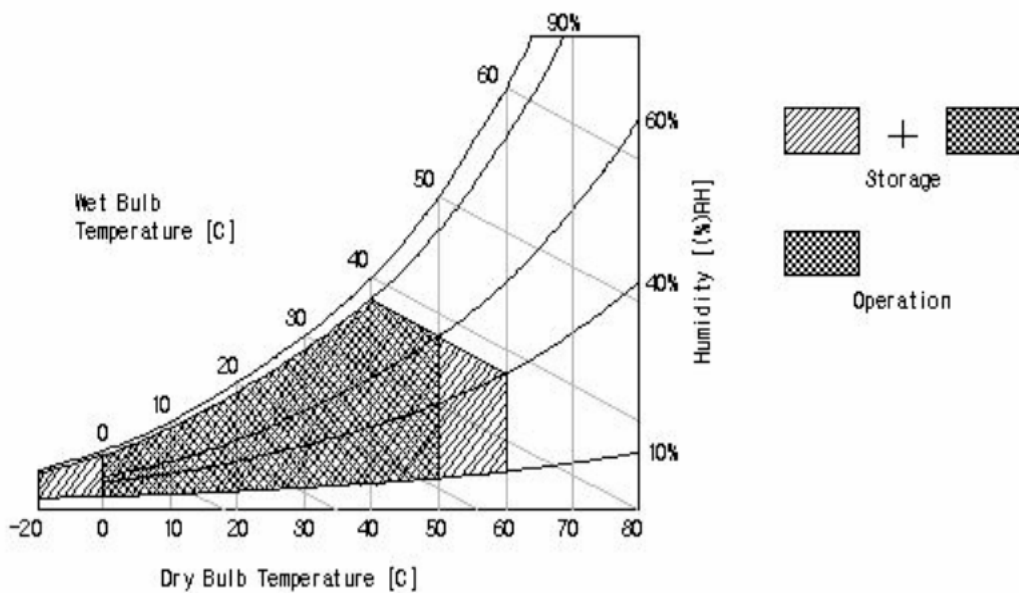 90%
60
60%
50
Wet Bulb
Temperature [C]
Storage
40
40%
Humidity [(%)RH]
30
Operation
20
10
0
10%
-20 0 10 20 30 40 50 60 70 80
Dry Bulb Temperature [C]